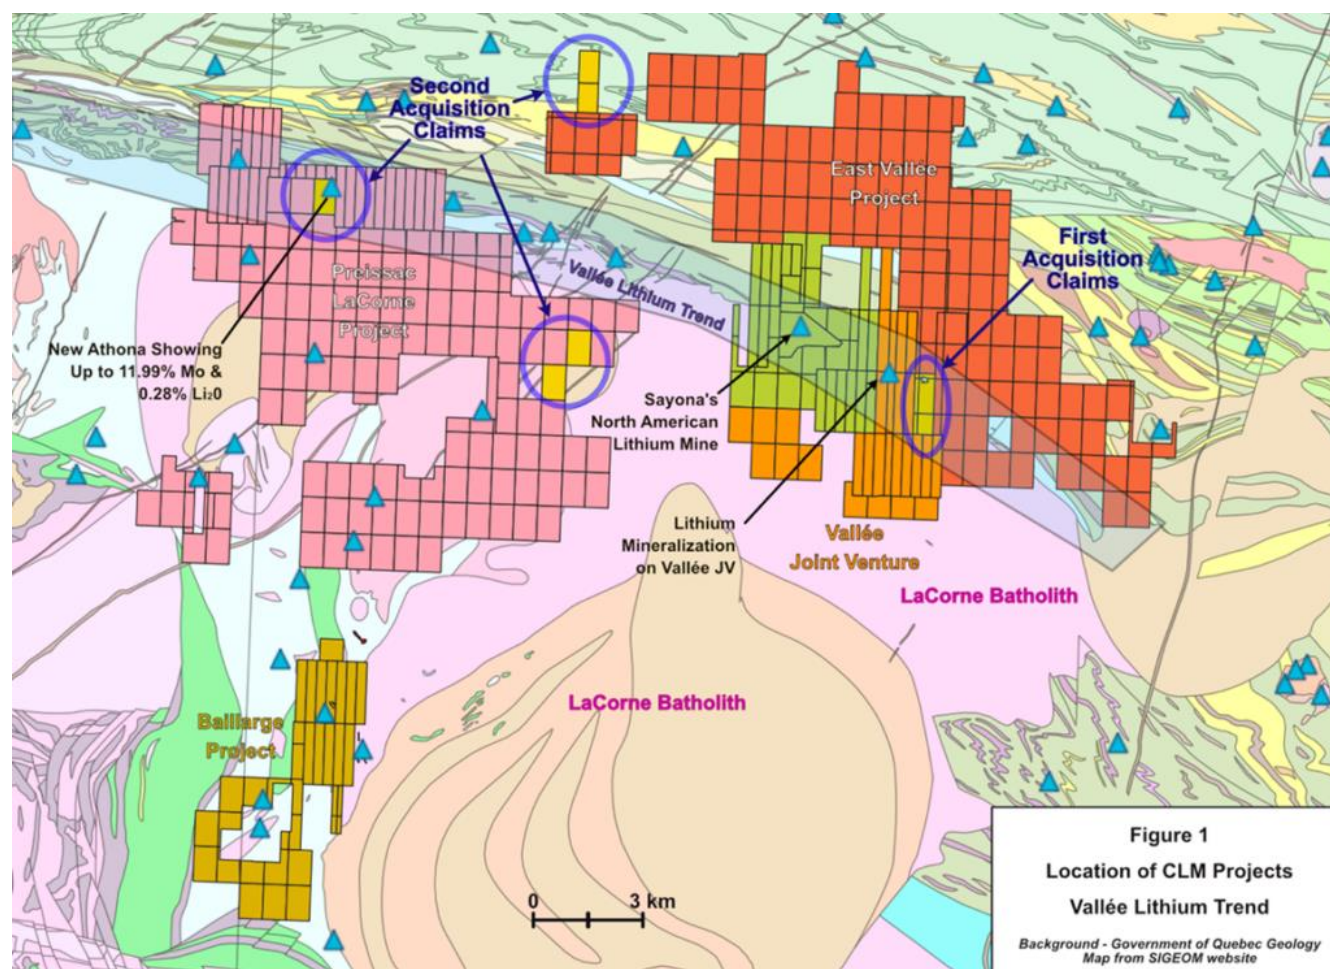 Second
Acquisition
Claims
East Vallée
Project
First
Acquisition
Claims
Preissac
LaCorne
Project
Vallée Lithium Trend
New Athona Showing
Up to 11.99% Mo &
0.28% Li₂0
Sayona's
North American
Lithium Mine
Lithium
Mineralization
on Vallée JV
Vallée
Joint Venture
LaCorne Batholith
LaCorne Batholith
Baillarge
Project
0 3 km
Figure 1
Location of CLM Projects
Vallée Lithium Trend
Background - Government of Quebec Geology
Map from SIGEOM website